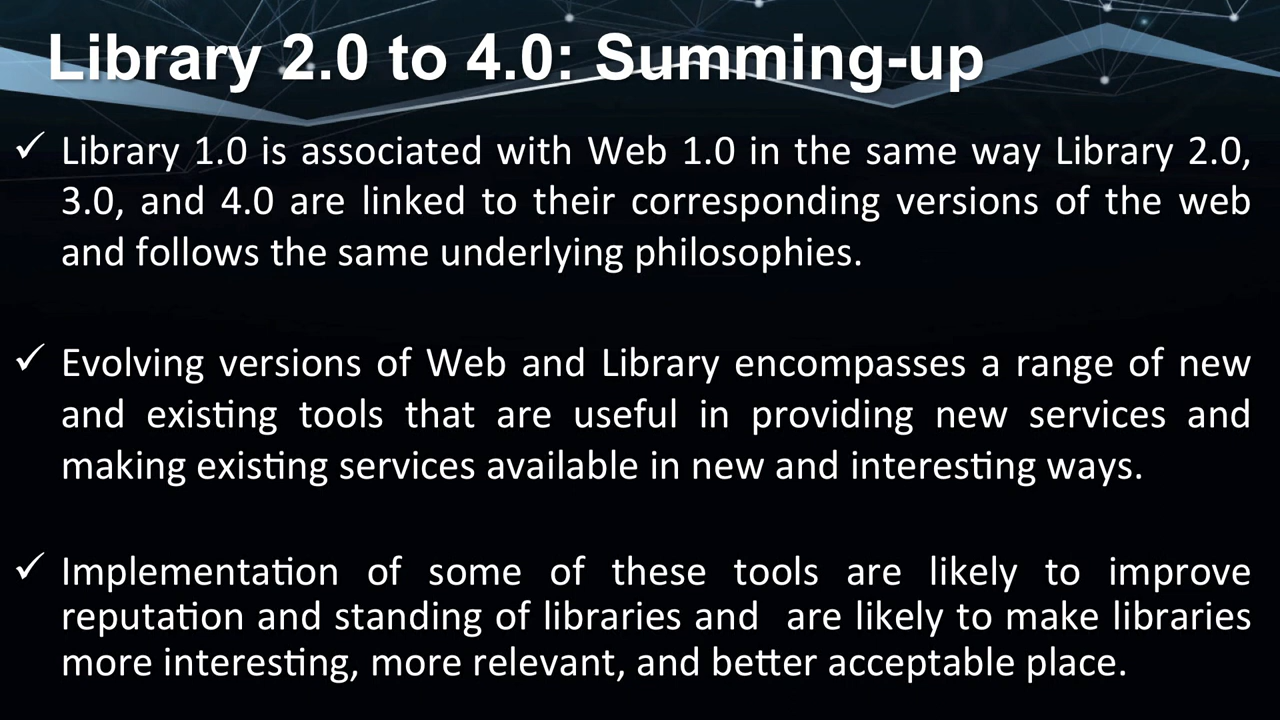 Library 2.0 to 4.0: Summing-up
✓ Library 1.0 is associated with Web 1.0 in the same way Library 2.0,
3.0, and 4.0 are linked to their corresponding versions of the web
and follows the same underlying philosophies.
✓ Evolving versions of Web and Library encompasses a range of new
and existing tools that are useful in providing new services and
making existing services available in new and interesting ways.
✓ Implementation of some of these tools are likely to improve
reputation and standing of libraries and  are likely to make libraries
more interesting, more relevant, and better acceptable place.